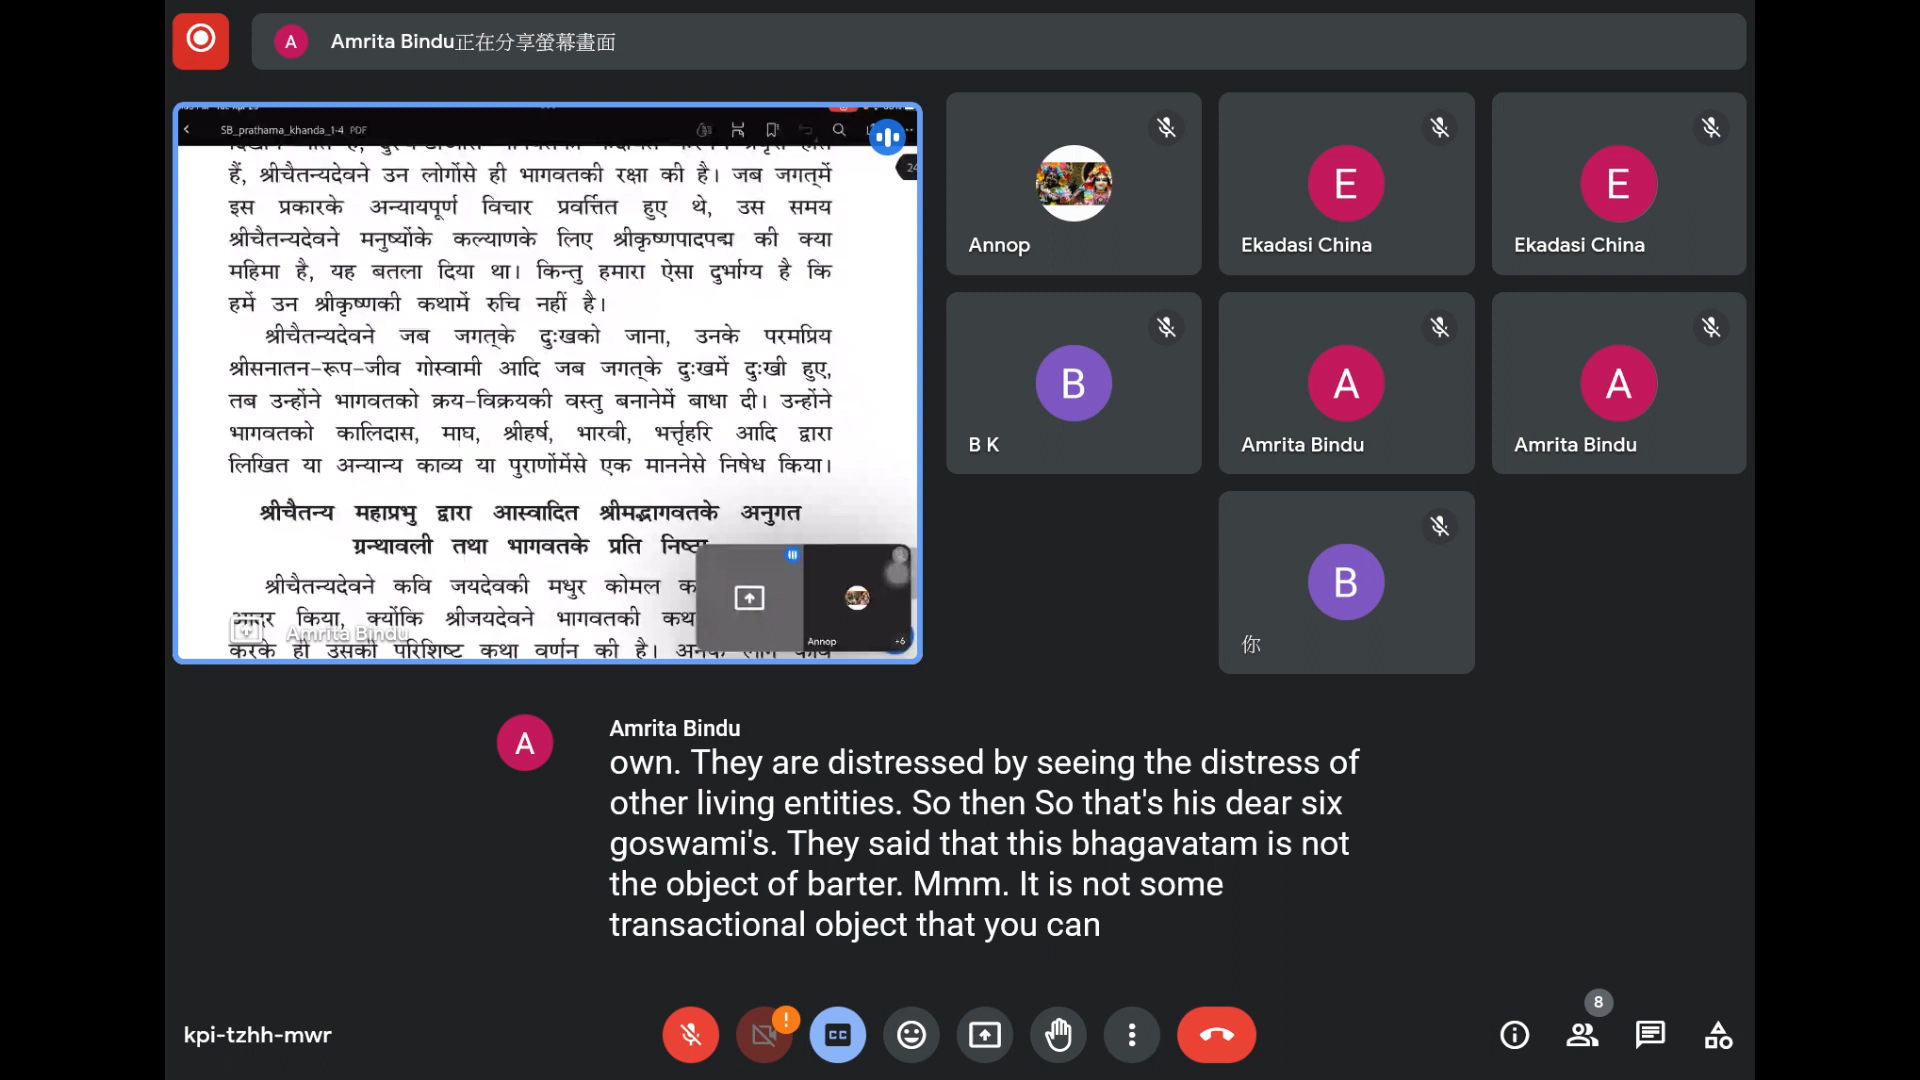 A Amrita Bindu正在分享螢幕畫面
SB_prathama_khanda_1-4 PDF
24
हैं, श्रीचैतन्यदेवने उन लोगोंसे ही भागवतकी रक्षा की है। जब जगत्‌में
इस प्रकारके अन्यायपूर्ण विचार प्रवर्त्तित हुए थे, उस समय
श्रीचैतन्यदेवने मनुष्योंके कल्याणके लिए श्रीकृष्णपादपद्म की क्या
महिमा है, यह बतला दिया था। किन्तु हमारा ऐसा दुर्भाग्य है कि
हमें उन श्रीकृष्णकी कथामें रुचि नहीं है।
श्रीचैतन्यदेवने जब जगत्‌के दुःखको जाना, उनके परमप्रिय
श्रीसनातन-रूप-जीव गोस्वामी आदि जब जगत्‌के दुःखमें दुःखी हुए,
तब उन्होंने भागवतको क्रय-विक्रयकी वस्तु बनानेमें बाधा दी। उन्होंने
भागवतको कालिदास, माघ, श्रीहर्ष, भारवी, भर्त्तृहरि आदि द्वारा
लिखित या अन्यान्य काव्य या पुराणोंमेंसे एक माननेसे निषेध किया।
श्रीचैतन्य महाप्रभु द्वारा आस्वादित श्रीमद्भागवतके अनुगत
ग्रन्थावली तथा भागवतके प्रति निष्ठा
श्रीचैतन्यदेवने कवि जयदेवकी मधुर कोमल
आदर किया, क्योंकि श्रीजयदेवने भागवतकी
करके ही उसकी परिशिष्ट कथा वर्णन की है। अनेक लोग काव्य
Amrita Bindu
Annop
+6
Annop
E
Ekadasi China
E
Ekadasi China
B
B K
A
Amrita Bindu
A
Amrita Bindu
B
你
A
Amrita Bindu
own. They are distressed by seeing the distress of
other living entities. So then So that's his dear six
goswami's. They said that this bhagavatam is not
the object of barter. Mmm. It is not some
transactional object that you can
kpi-tzhh-mwr
!
CC
8